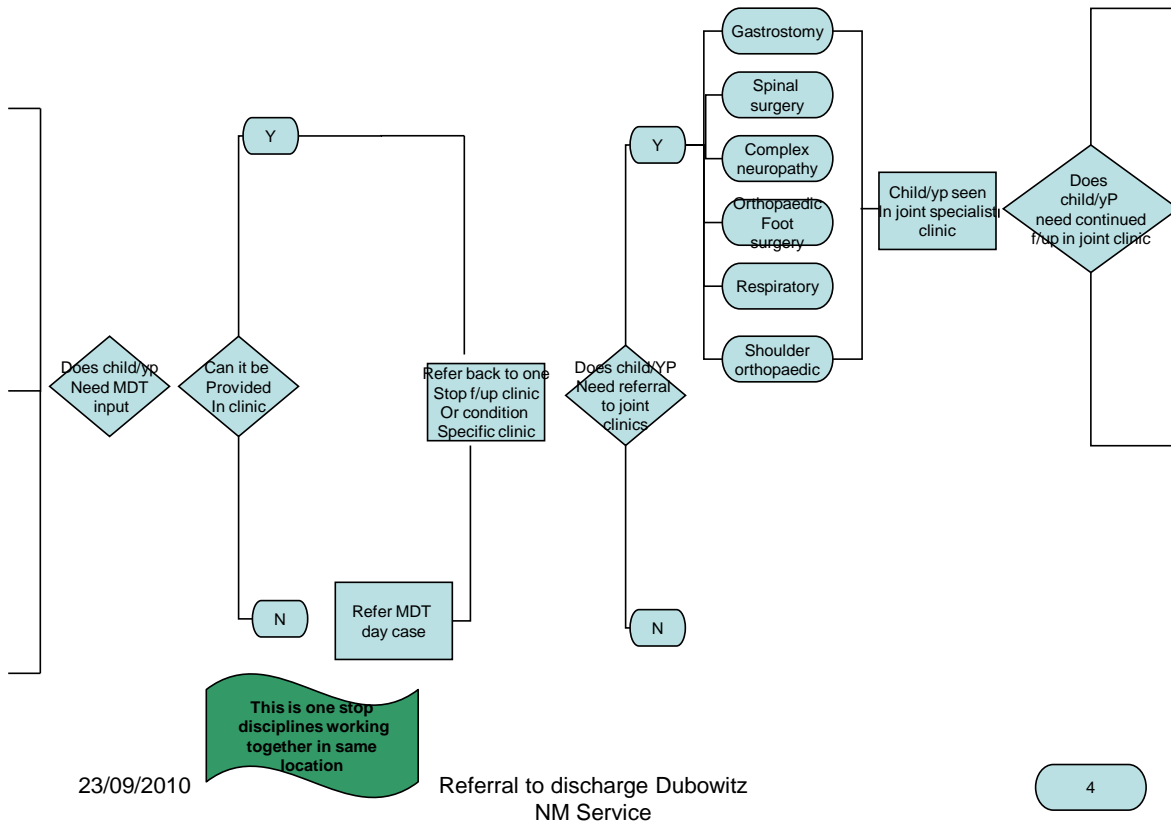 Does child/yp
Need MDT
input
Can it be
Provided
In clinic
Y
N
Refer MDT
day case
Refer back to one
Stop f/up clinic
Or condition
Specific clinic
Does child/YP
Need referral
to joint
clinics
Y
N
Gastrostomy
Spinal
surgery
Complex
neuropathy
Orthopaedic
Foot
surgery
Respiratory
Shoulder
orthopaedic
Child/yp seen
In joint specialist
clinic
Does
child/yP
need continued
f/up in joint clinic
This is one stop
disciplines working
together in same
location
23/09/2010
Referral to discharge Dubowitz
NM Service
4